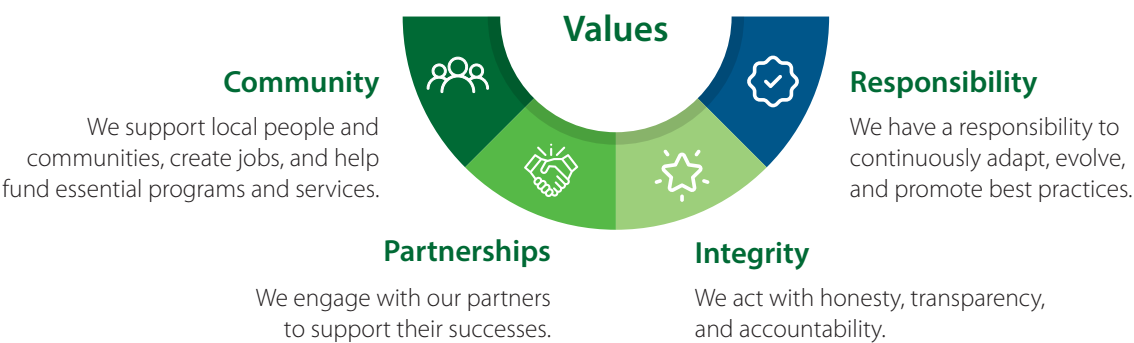 Values
Community
We support local people and
communities, create jobs, and help
fund essential programs and services.
Partnerships
We engage with our partners
to support their successes.
Integrity
We act with honesty, transparency,
and accountability.
Responsibility
We have a responsibility to
continuously adapt, evolve,
and promote best practices.